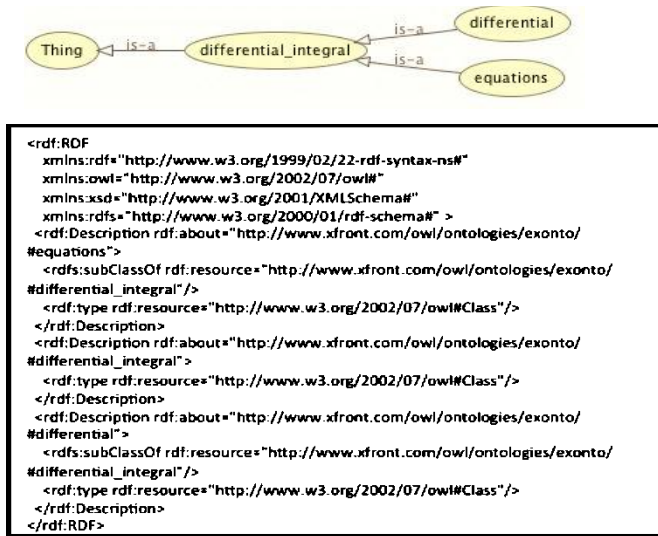 differential
is-a
Thing
is-a
differential_integral
is-a
equations
<rdf:RDF
xmlns:rdf="http://www.w3.org/1999/02/22-rdf-syntax-ns#"
xmlns:owl="http://www.w3.org/2002/07/owl#"
xmlns:xsd="http://www.w3.org/2001/XMLSchema#"
xmlns:rdfs="http://www.w3.org/2000/01/rdf-schema#" >
<rdf:Description rdf:about="http://www.xfront.com/owl/ontologies/exonto/
#equations">
<rdfs:subClassOf rdf:resource="http://www.xfront.com/owl/ontologies/exonto/
#differential_integral"/>
<rdf:type rdf:resource="http://www.w3.org/2002/07/owl#Class"/>
</rdf:Description>
<rdf:Description rdf:about="http://www.xfront.com/owl/ontologies/exonto/
#differential_integral">
<rdf:type rdf:resource="http://www.w3.org/2002/07/owl#Class"/>
</rdf:Description>
<rdf:Description rdf:about="http://www.xfront.com/owl/ontologies/exonto/
#differential">
<rdfs:subClassOf rdf:resource="http://www.xfront.com/owl/ontologies/exonto/
#differential_integral"/>
<rdf:type rdf:resource="http://www.w3.org/2002/07/owl#Class"/>
</rdf:Description>
</rdf:RDF>